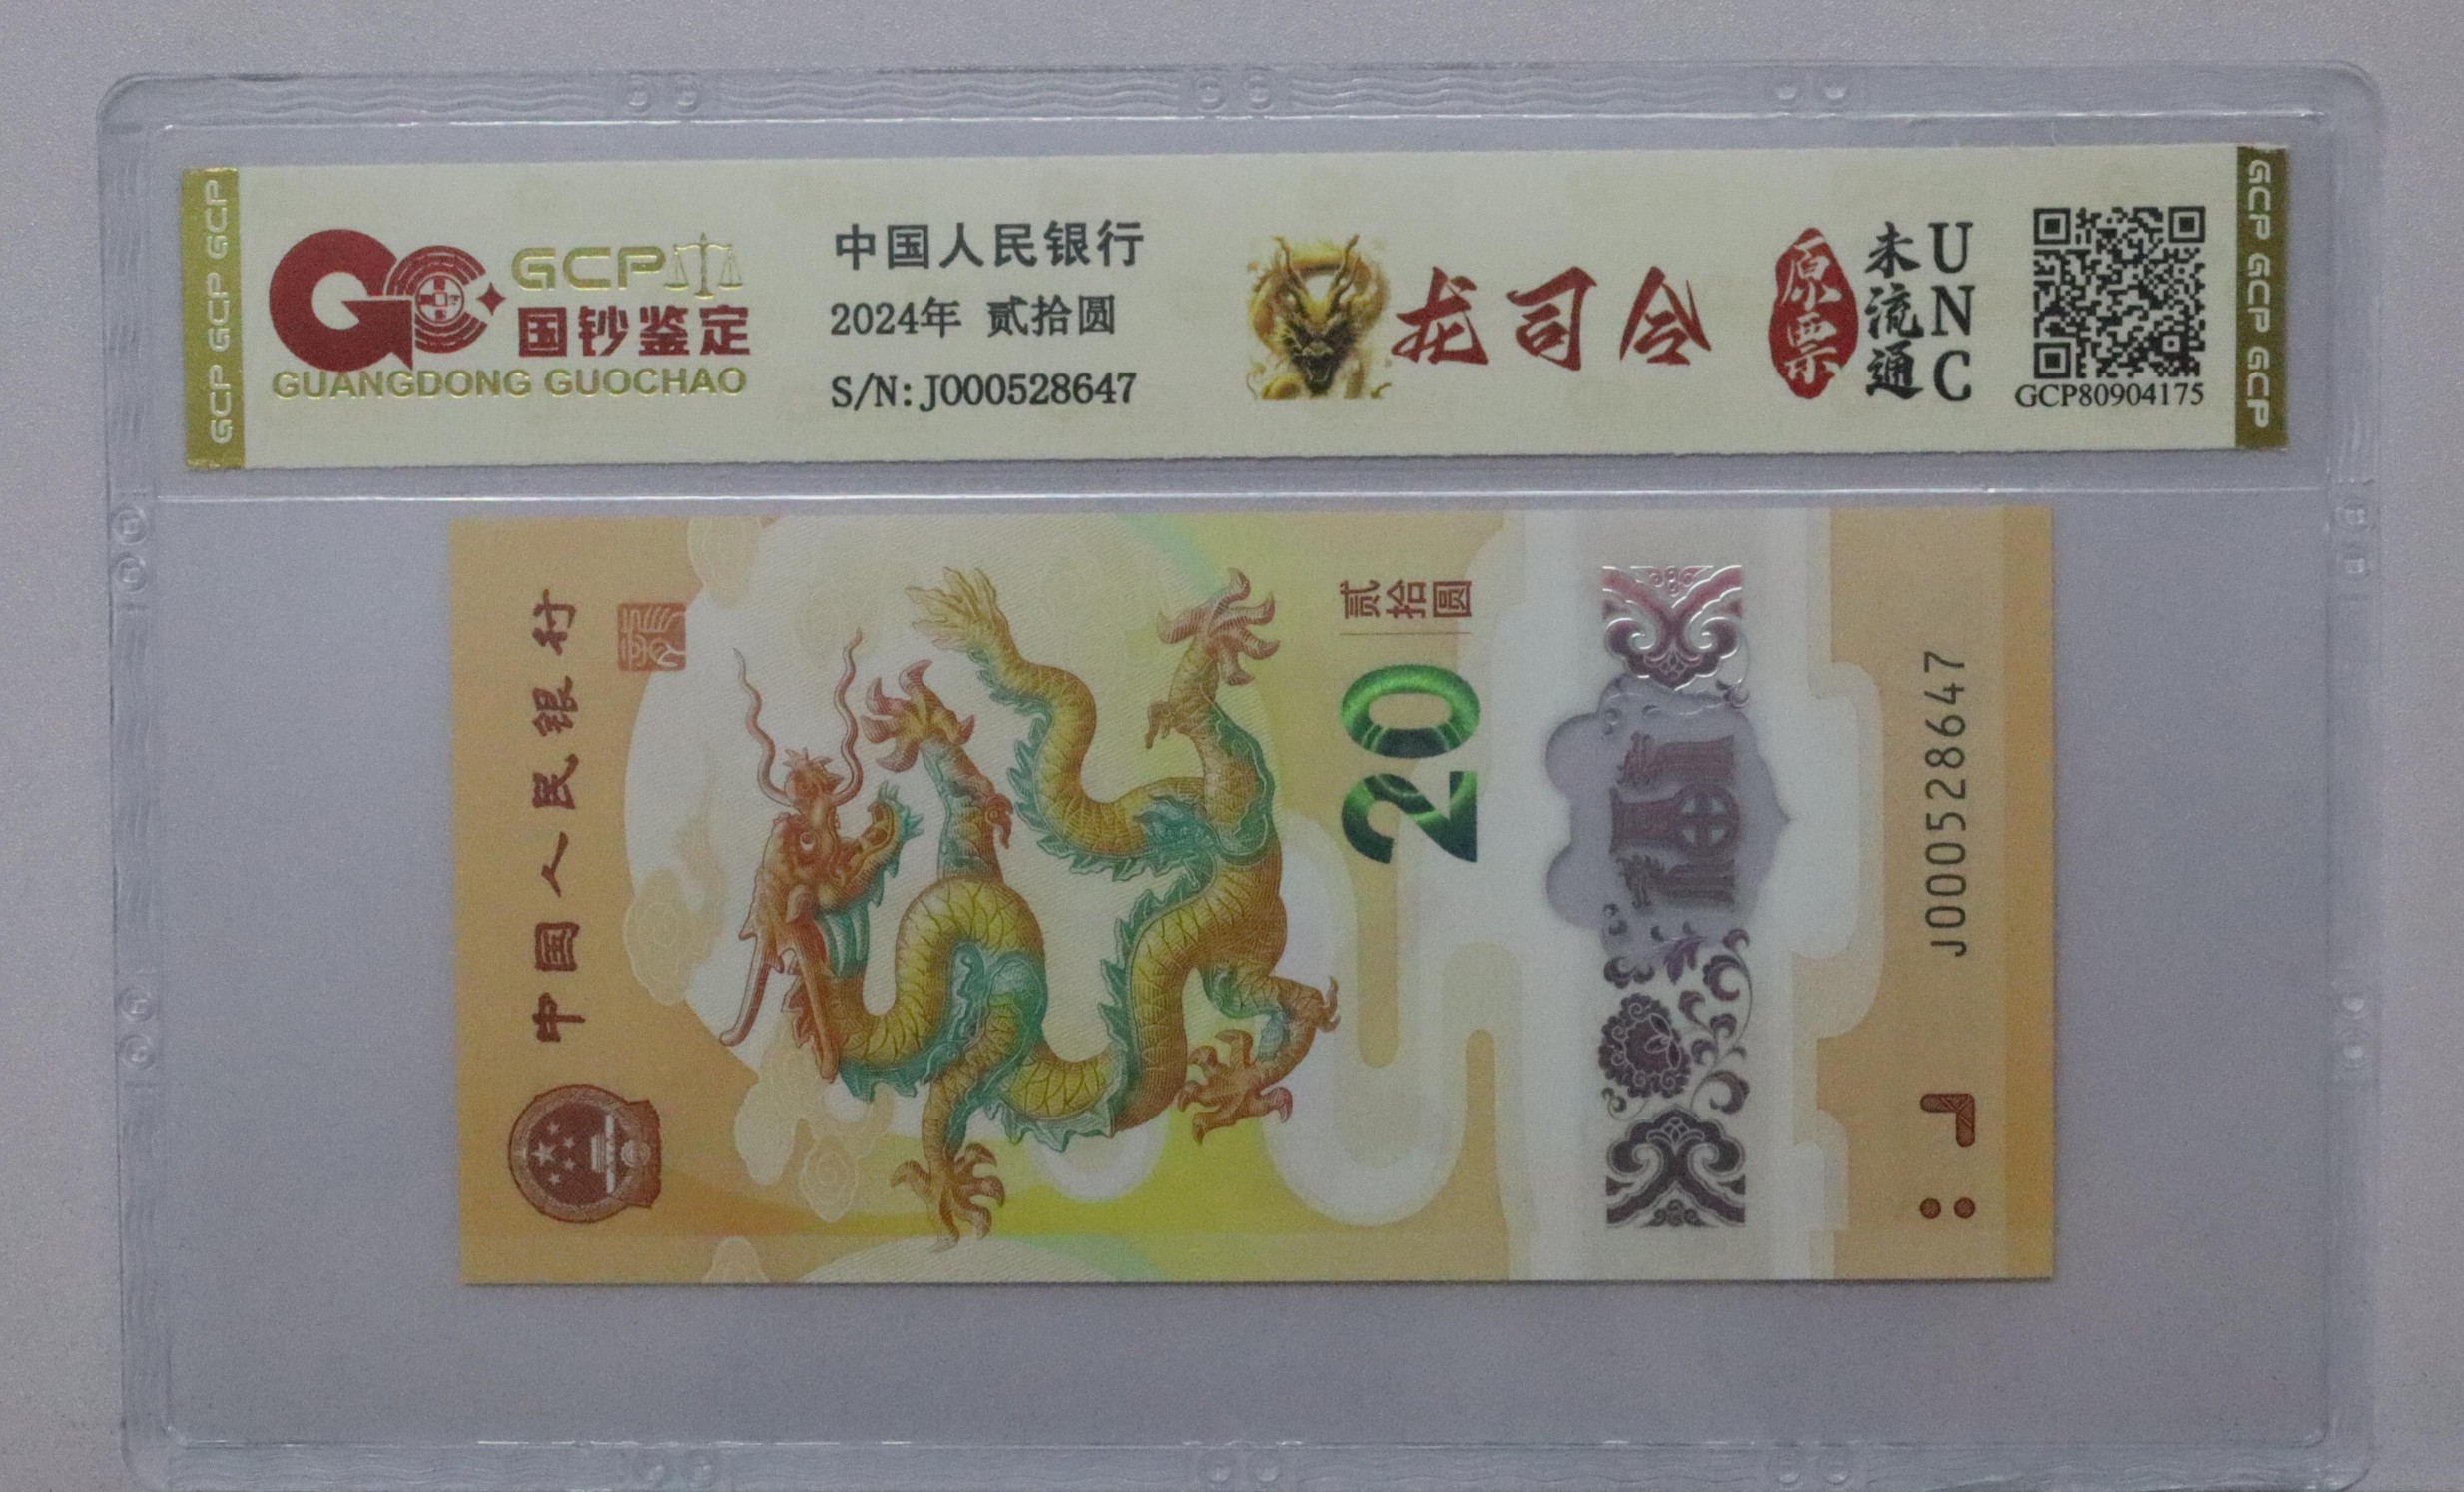 GCP GCP GCP
GCP
国钞鉴定
GUANGDONG GUOCHAO
中国人民银行
2024年 贰拾圆
S/N:J000528647
龙司令
原票
未流通
UNC
GCP80904175
GCP GCP GCP GCP
中国人民银行
贰拾圆
20
J000528647